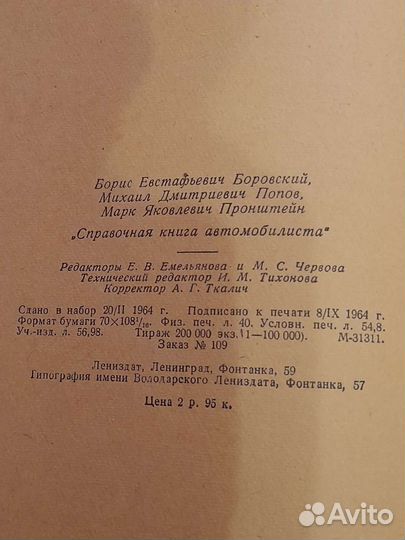 Борис Евстафьевич Боровский,
Михаил Дмитриевич Попов,
Марк Яковлевич Пронштейн
„Справочная книга автомобилиста“
Редакторы Е. В. Емельянова и М. С. Червова
Технический редактор И. М. Тихонова
Корректор А. Г. Ткалич
Сдано в набор 20/II 1964 г. Подписано к печати 8/IX 1964 г.
Формат бумаги 70×108¹/₁₆. Физ. печ. л. 40. Условн. печ. л. 54,8.
Уч.-изд. л. 56,98. Тираж 200 000 экз. (1—100 000). М-31311.
Заказ № 109
Лениздат, Ленинград, Фонтанка, 59
Типография имени Володарского Лениздата, Фонтанка, 57
Цена 2 р. 95 к.
Avito